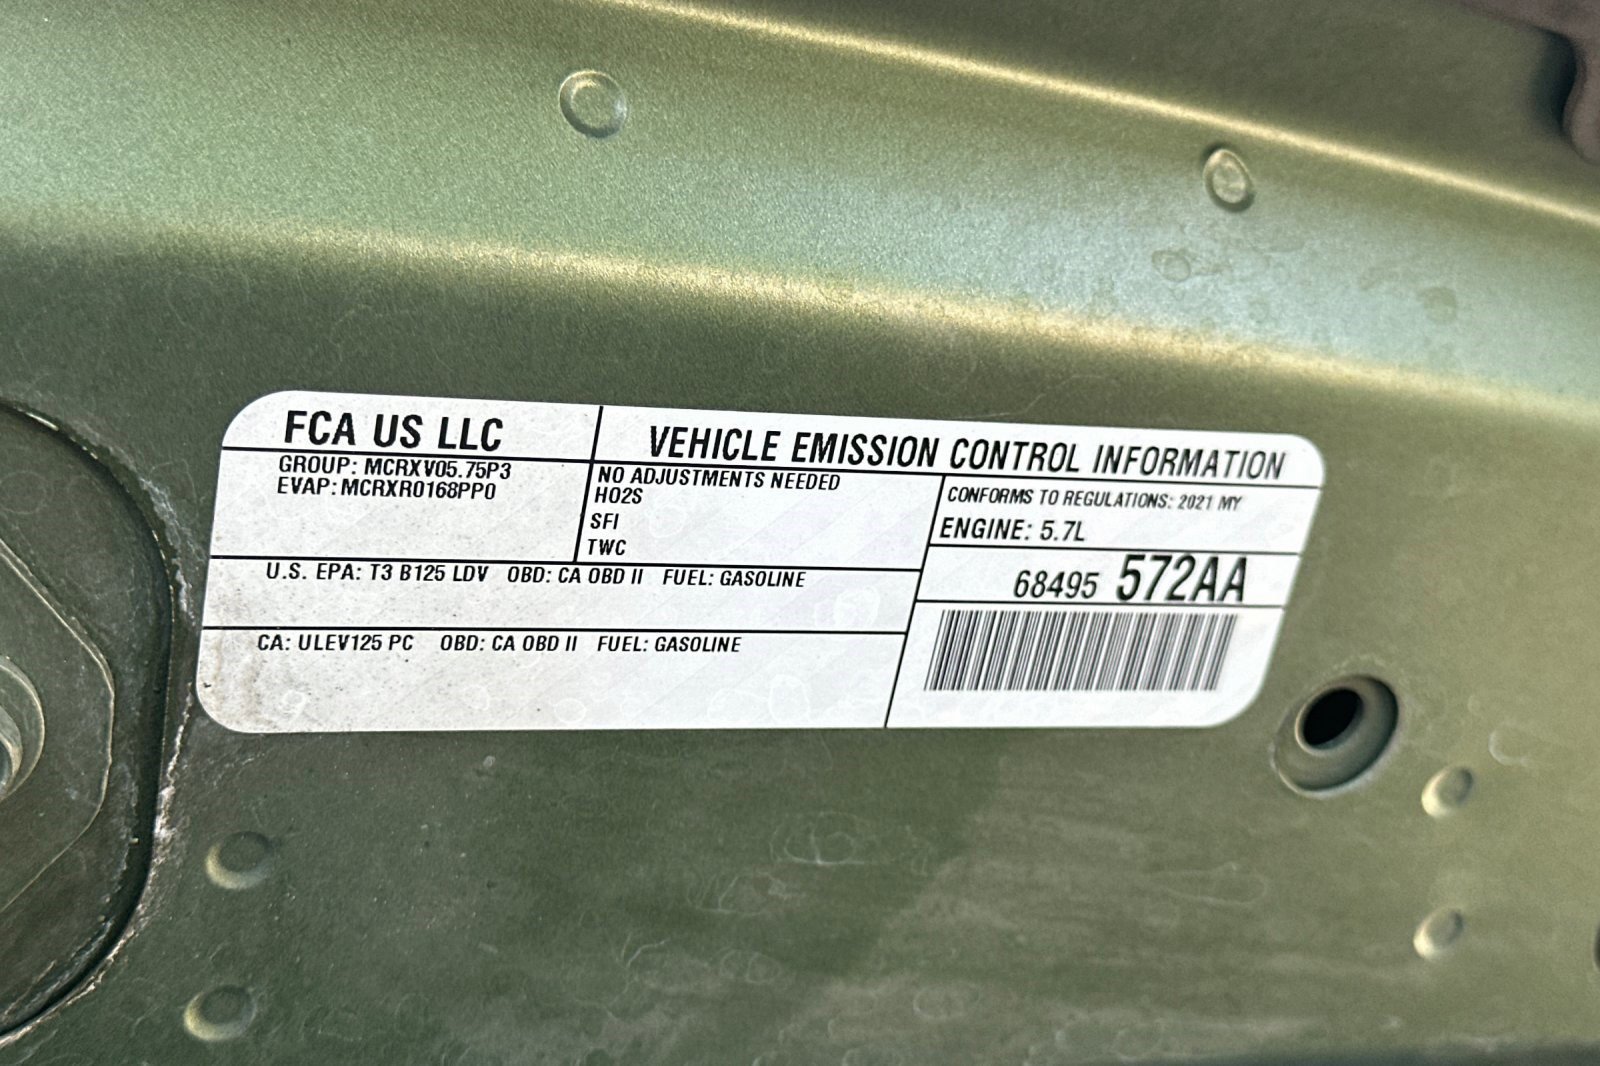 FCA US LLC
VEHICLE EMISSION CONTROL INFORMATION
GROUP: MCRXV05.75P3
EVAP: MCRXR0168PP0
NO ADJUSTMENTS NEEDED
HO2S
SFI
TWC
CONFORMS TO REGULATIONS: 2021 MY
ENGINE: 5.7L
68495 572AA
U.S. EPA: T3 B125 LDV OBD: CA OBD II FUEL: GASOLINE
CA: ULEV125 PC OBD: CA OBD II FUEL: GASOLINE